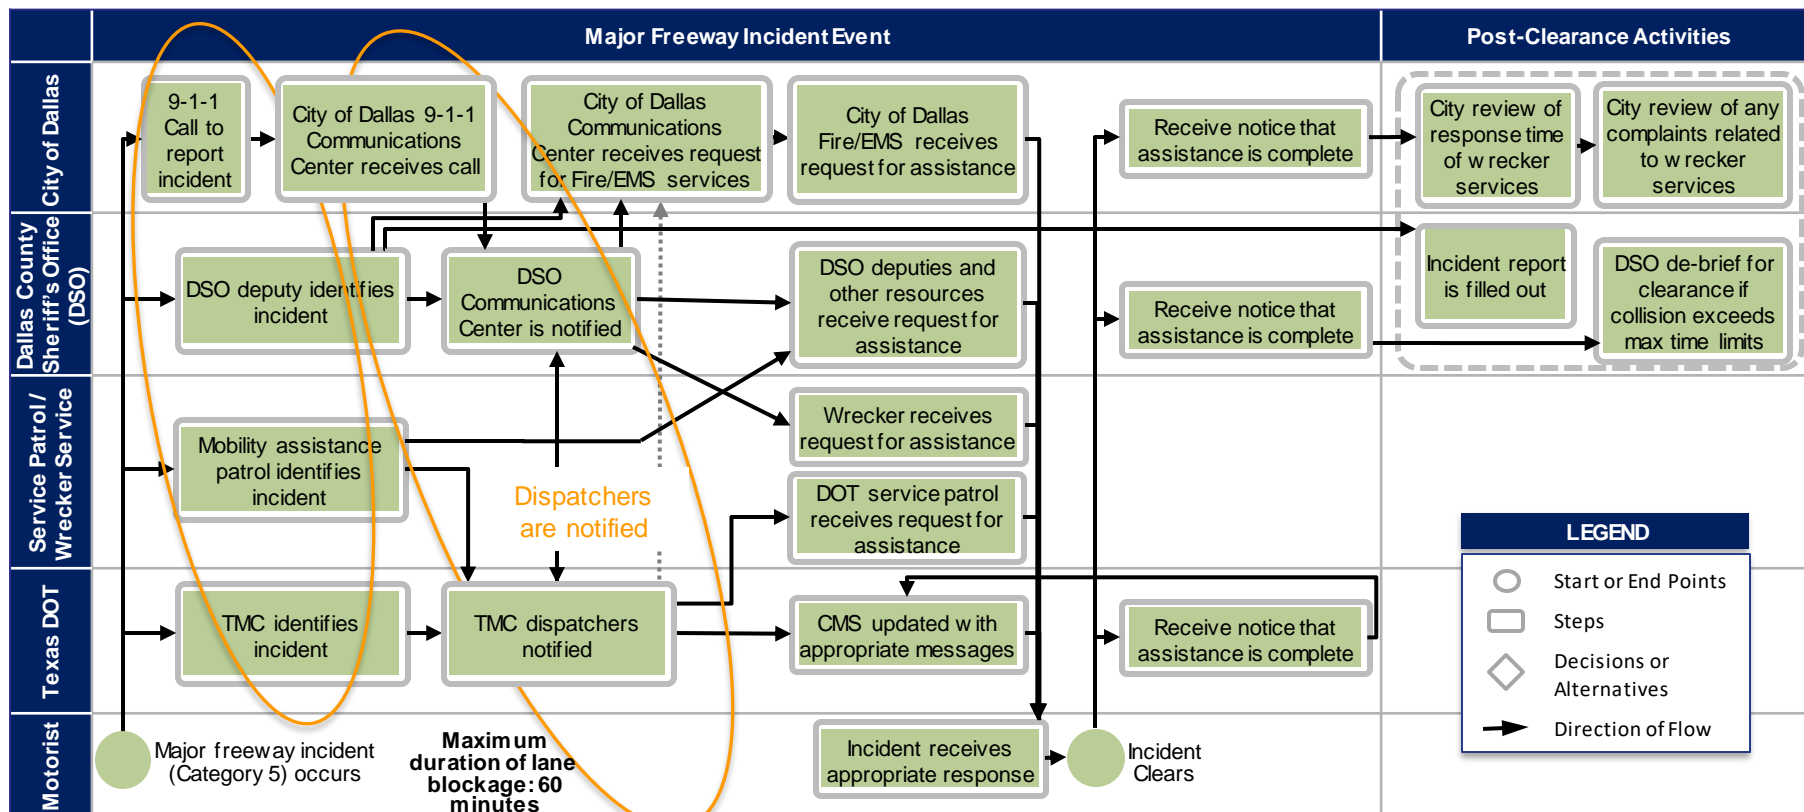 Major Freeway Incident Event
Post-Clearance Activities
City of Dallas
9-1-1
Call to
report
incident
City of Dallas 9-1-1
Communications
Center receives call
City of Dallas
Communications
Center receives request
for Fire/EMS services
City of Dallas
Fire/EMS receives
request for assistance
Receive notice that
assistance is complete
City review of
response time
of wrecker
services
City review of any
complaints related
to wrecker
services
Dallas County
Sheriff's Office
(DSO)
DSO deputy identifies
incident
DSO
Communications
Center is notified
DSO deputies and
other resources
receive request for
assistance
Receive notice that
assistance is complete
Incident report
is filled out
DSO de-brief for
clearance if
collision exceeds
max time limits
Service Patrol /
Wrecker Service
Mobility assistance
patrol identifies
incident
Dispatchers
are notified
Wrecker receives
request for assistance
DOT service patrol
receives request for
assistance
Texas DOT
TMC identifies
incident
TMC dispatchers
notified
CMS updated with
appropriate messages
Receive notice that
assistance is complete
Motorist
Major freeway incident
(Category 5) occurs
Maximum
duration of lane
blockage: 60
minutes
Incident receives
appropriate response
Incident
Clears
LEGEND
Start or End Points
Steps
Decisions or
Alternatives
Direction of Flow